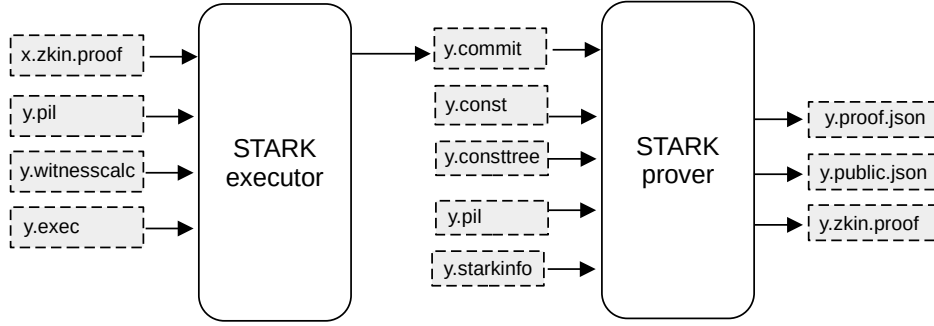 x.zkin.proof
y.pil
y.witnesscalc
y.exec
STARK
executor
y.commit
y.const
y.consttree
y.pil
y.starkinfo
STARK
prover
y.proof.json
y.public.json
y.zkin.proof